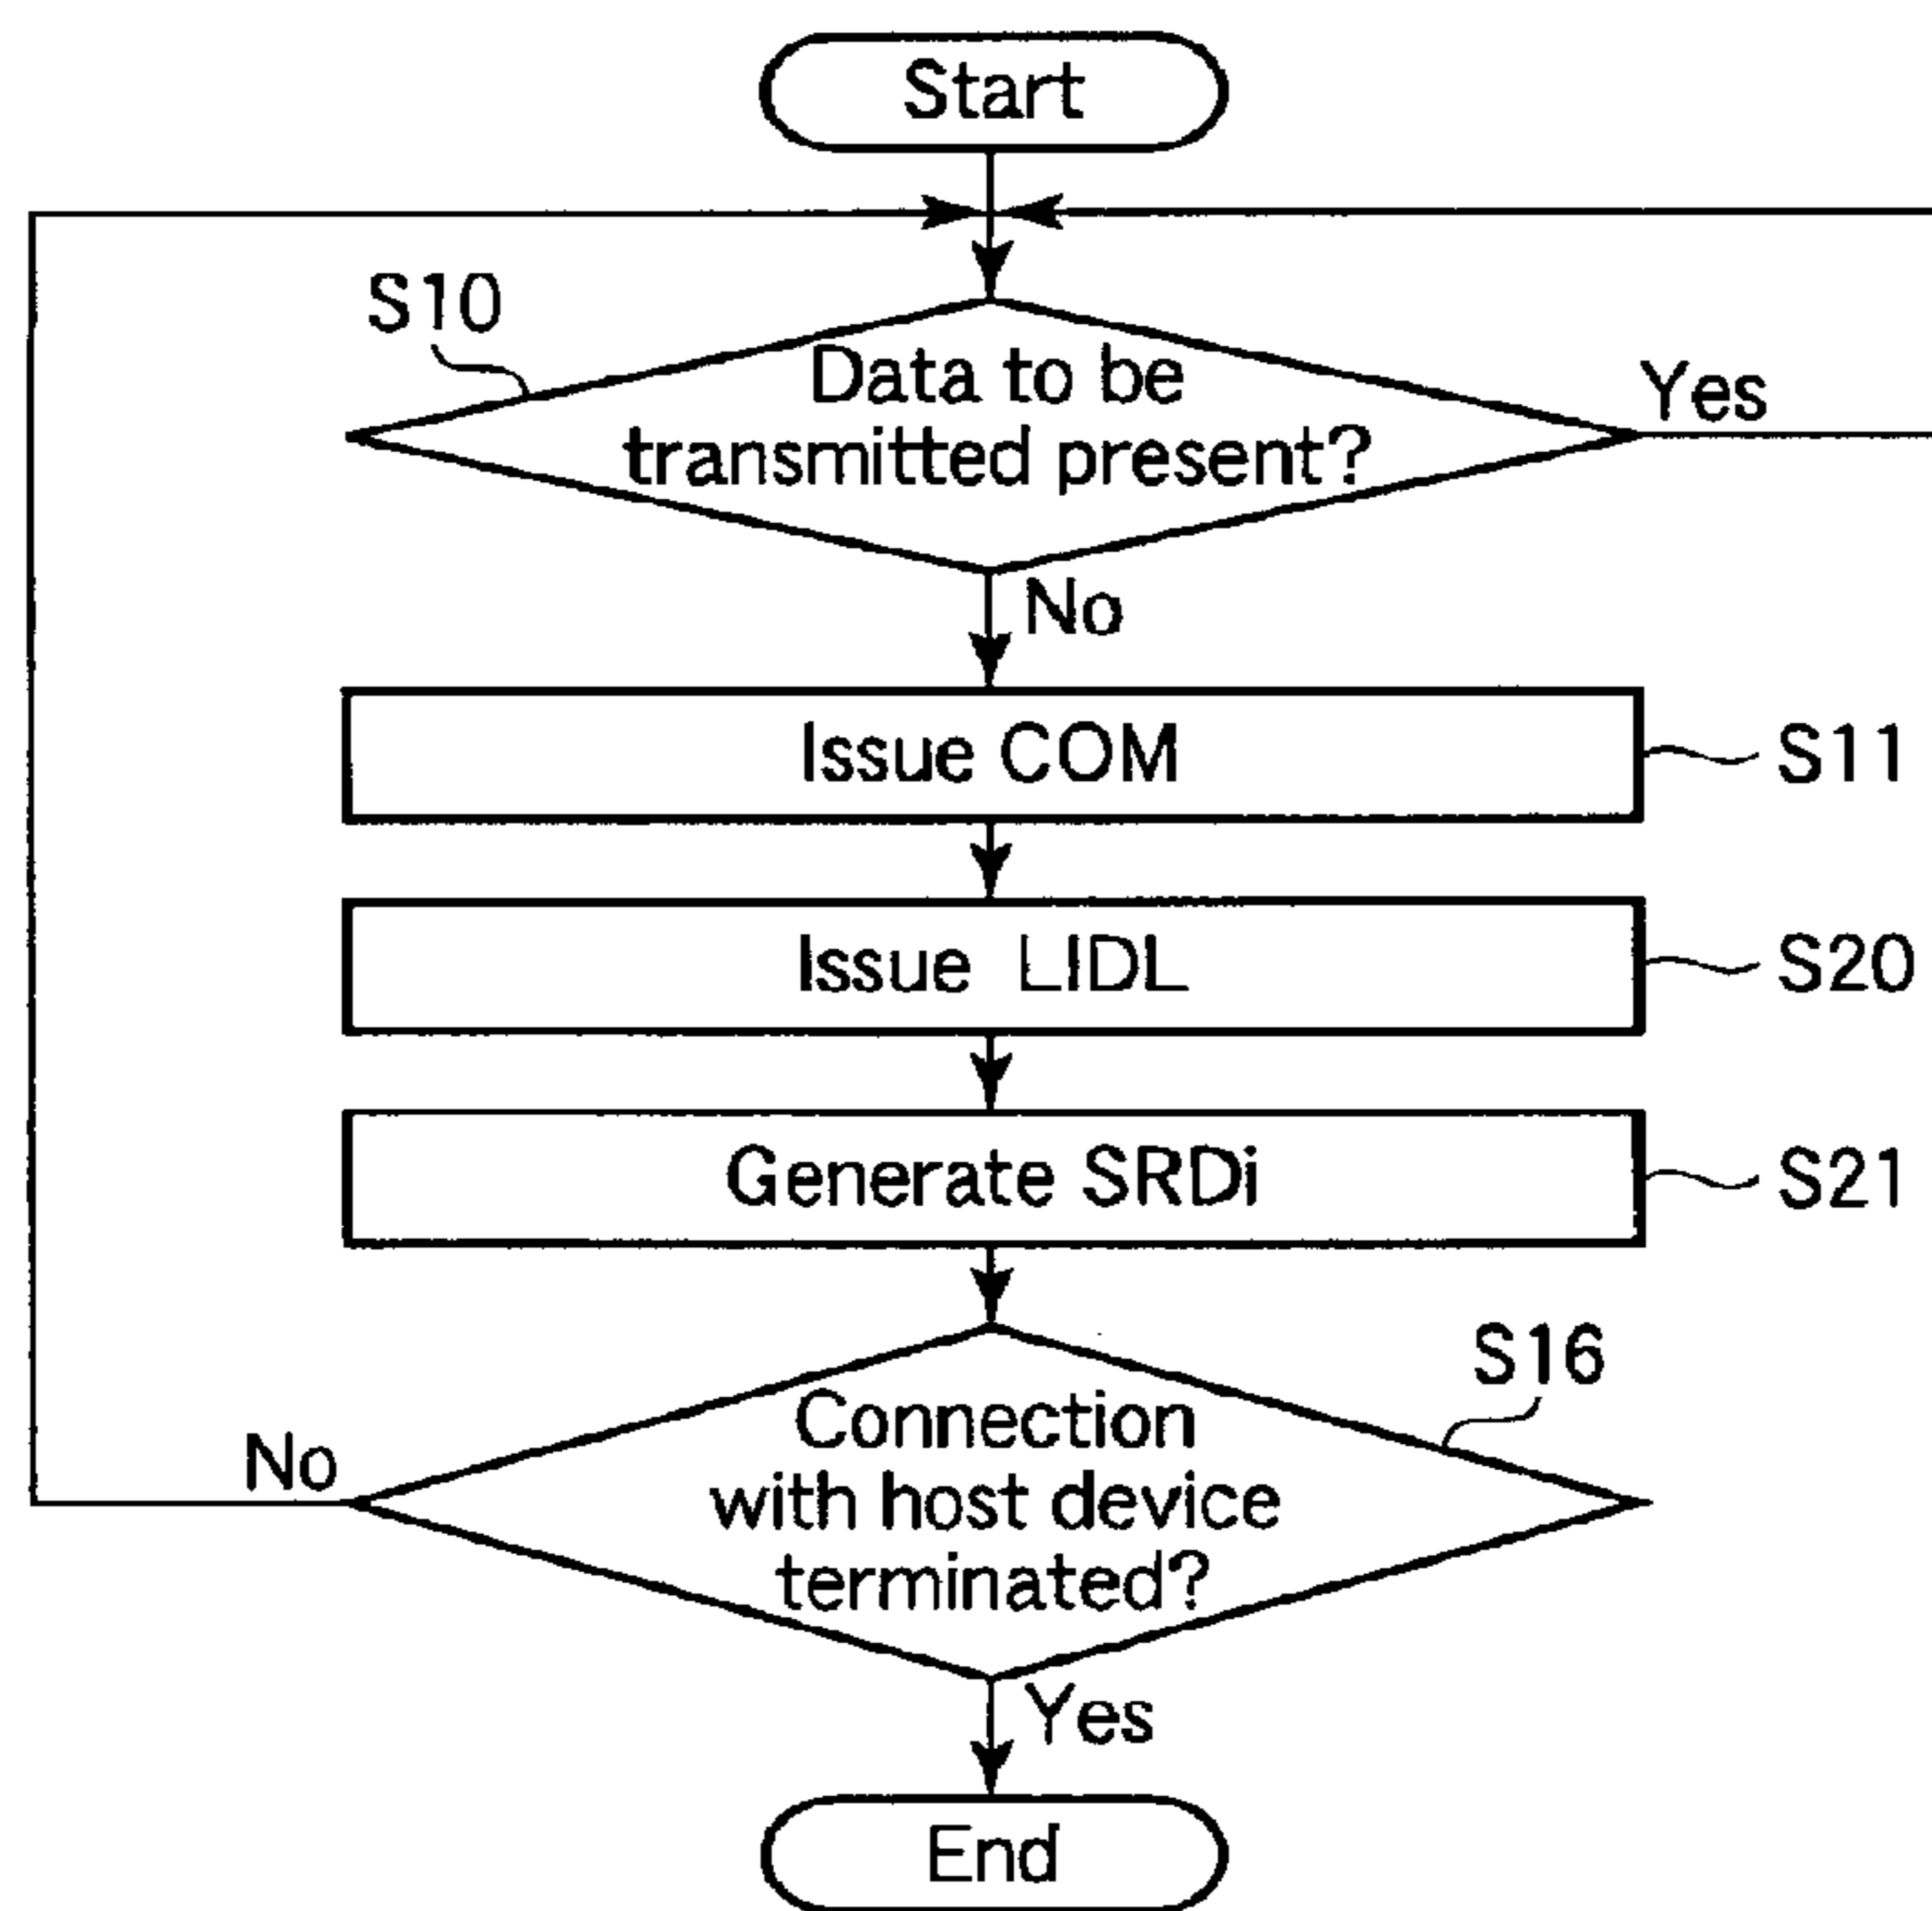 Start
S10
Data to be
transmitted present?
Yes
No
Issue COM
S11
Issue LIDL
S20
Generate SRDi
S21
S16
Connection
with host device
terminated?
No
Yes
End